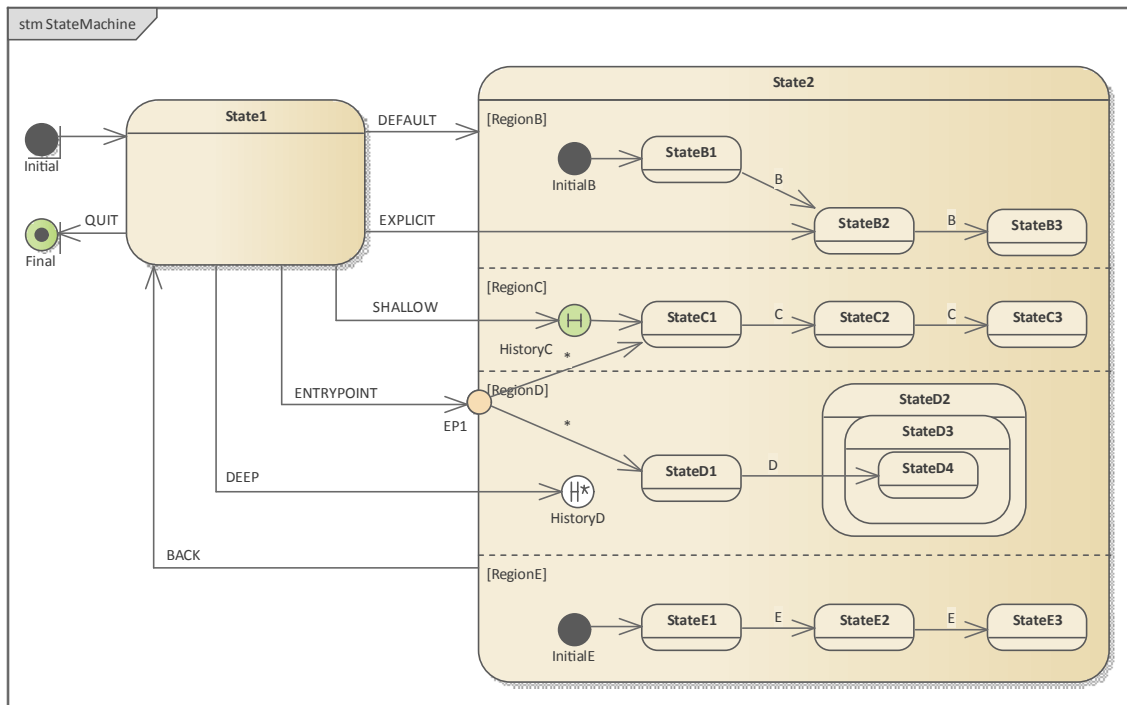 stm StateMachine
State2
State1
DEFAULT
[RegionB]
Initial
StateB1
InitialB
B
QUIT
EXPLICIT
StateB2
B
StateB3
Final
[RegionC]
SHALLOW
H
HistoryC
StateC1
C
StateC2
C
StateC3
*
[RegionD]
ENTRYPOINT
EP1
*
StateD2
StateD3
StateD1
D
StateD4
DEEP
H*
HistoryD
BACK
[RegionE]
InitialE
StateE1
E
StateE2
E
StateE3